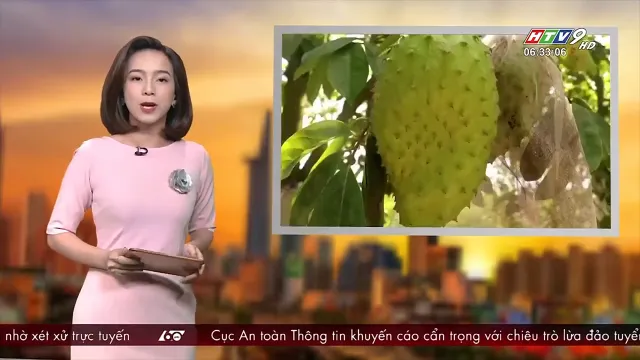 HTV9 HD
06:33:06
nhờ xét xử trực tuyến
60 Cục An toàn Thông tin khuyến cáo cẩn trọng với chiêu trò lừa đảo tuyể